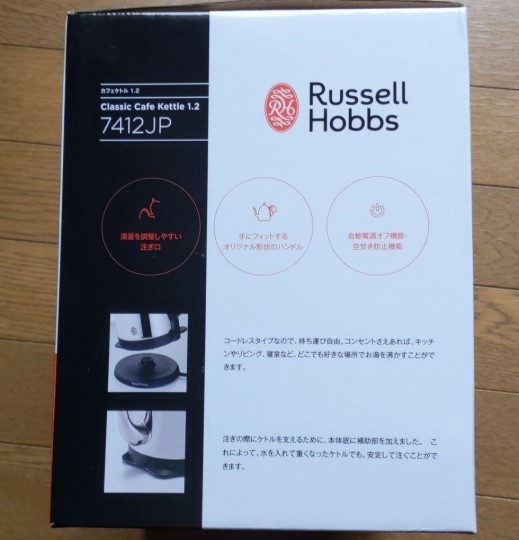 カフェケトル 1.2
Classic Cafe Kettle 1.2
7412JP
Russell
Hobbs
湯量を調整しやすい
注ぎ口
手にフィットする
オリジナル形状のハンドル
自動電源オフ機能·
空焚き防止機能
コードレスタイプなので、持ち運び自由。コンセントさえあれば、キッチ
ンやリビング、寝室など、どこでも好きな場所でお湯を沸かすことがで
きます。
注ぎの際にケトルを支えるために、本体底に補助部を加えました。 こ
れによって、水を入れて重くなったケトルでも、安定して注ぐことがで
きます。